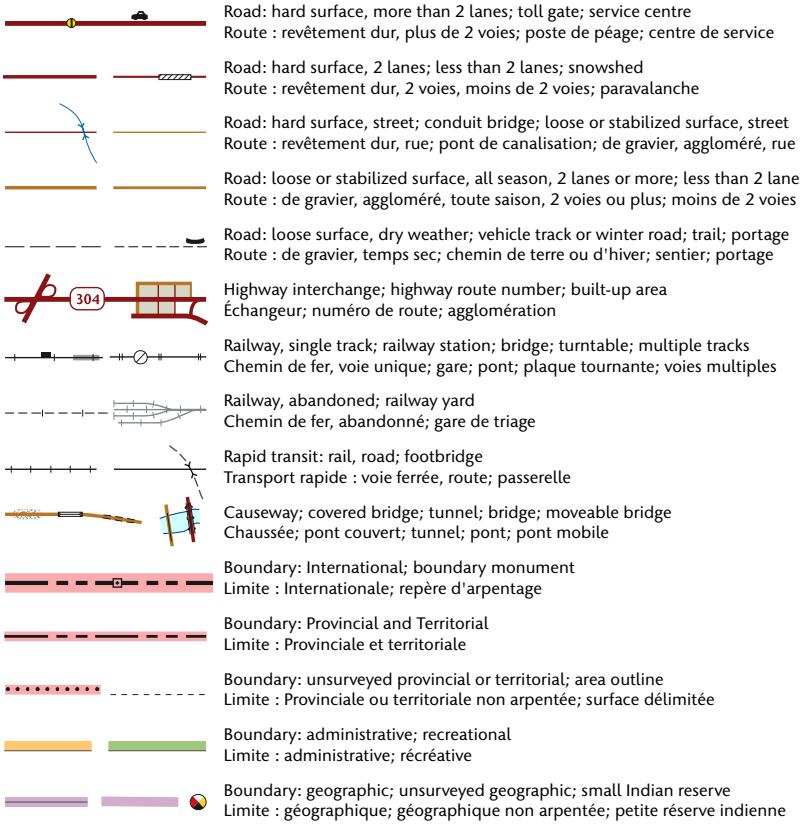 Road: hard surface, more than 2 lanes; toll gate; service centre
Route : revêtement dur, plus de 2 voies; poste de péage; centre de service
Road: hard surface, 2 lanes; less than 2 lanes; snowshed
Route : revêtement dur, 2 voies, moins de 2 voies; paravalanche
Road: hard surface, street; conduit bridge; loose or stabilized surface, street
Route : revêtement dur, rue; pont de canalisation; de gravier, aggloméré, rue
Road: loose or stabilized surface, all season, 2 lanes or more; less than 2 lane
Route : de gravier, aggloméré, toute saison, 2 voies ou plus; moins de 2 voies
Road: loose surface, dry weather; vehicle track or winter road; trail; portage
Route : de gravier, temps sec; chemin de terre ou d'hiver; sentier; portage
304
Highway interchange; highway route number; built-up area
Échangeur; numéro de route; agglomération
Railway, single track; railway station; bridge; turntable; multiple tracks
Chemin de fer, voie unique; gare; pont; plaque tournante; voies multiples
Railway, abandoned; railway yard
Chemin de fer, abandonné; gare de triage
Rapid transit: rail, road; footbridge
Transport rapide : voie ferrée, route; passerelle
Causeway; covered bridge; tunnel; bridge; moveable bridge
Chaussée; pont couvert; tunnel; pont; pont mobile
Boundary: International; boundary monument
Limite : Internationale; repère d'arpentage
Boundary: Provincial and Territorial
Limite : Provinciale et territoriale
Boundary: unsurveyed provincial or territorial; area outline
Limite : Provinciale ou territoriale non arpentée; surface délimitée
Boundary: administrative; recreational
Limite : administrative; récréative
Boundary: geographic; unsurveyed geographic; small Indian reserve
Limite : géographique; géographique non arpentée; petite réserve indienne